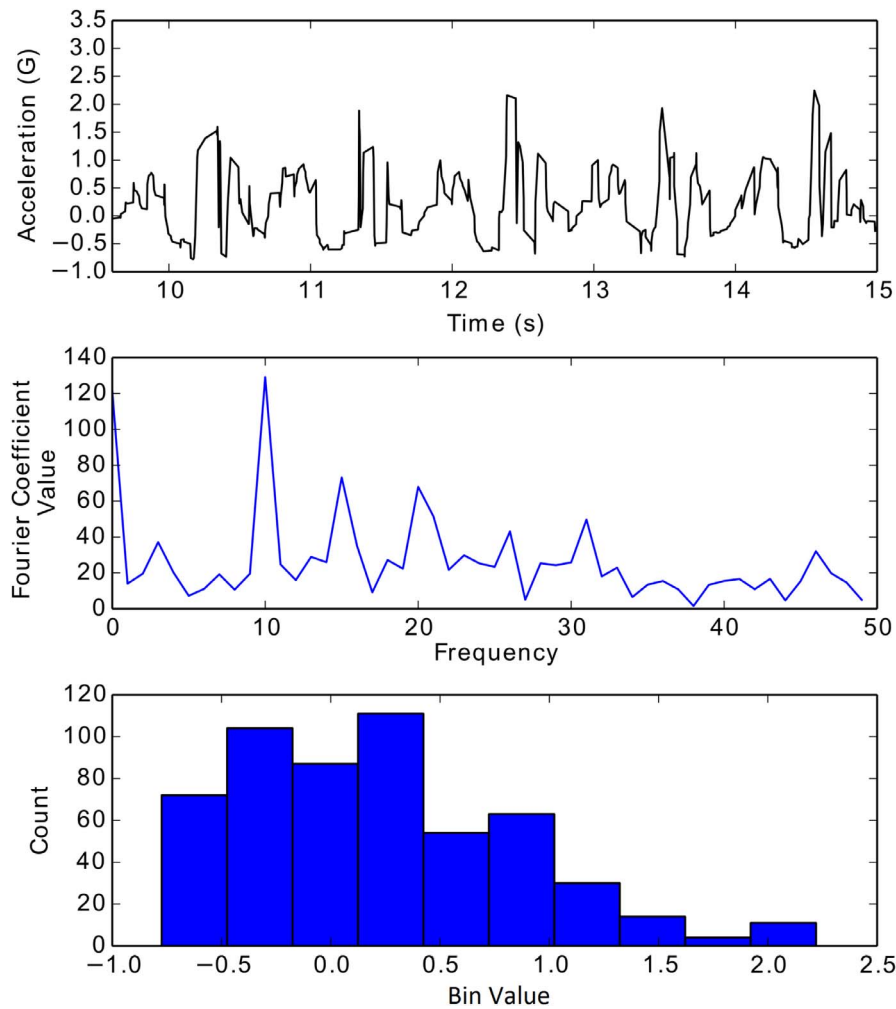 3.5
3.0
2.5
2.0
1.5
1.0
0.5
0.0
−0.5
−1.0
Acceleration (G)
10 11 12 13 14 15
Time (s)
140
120
100
80
60
40
20
0
Fourier Coefficient
Value
0 10 20 30 40 50
Frequency
120
100
80
60
40
20
0
Count
−1.0 −0.5 0.0 0.5 1.0 1.5 2.0 2.5
Bin Value